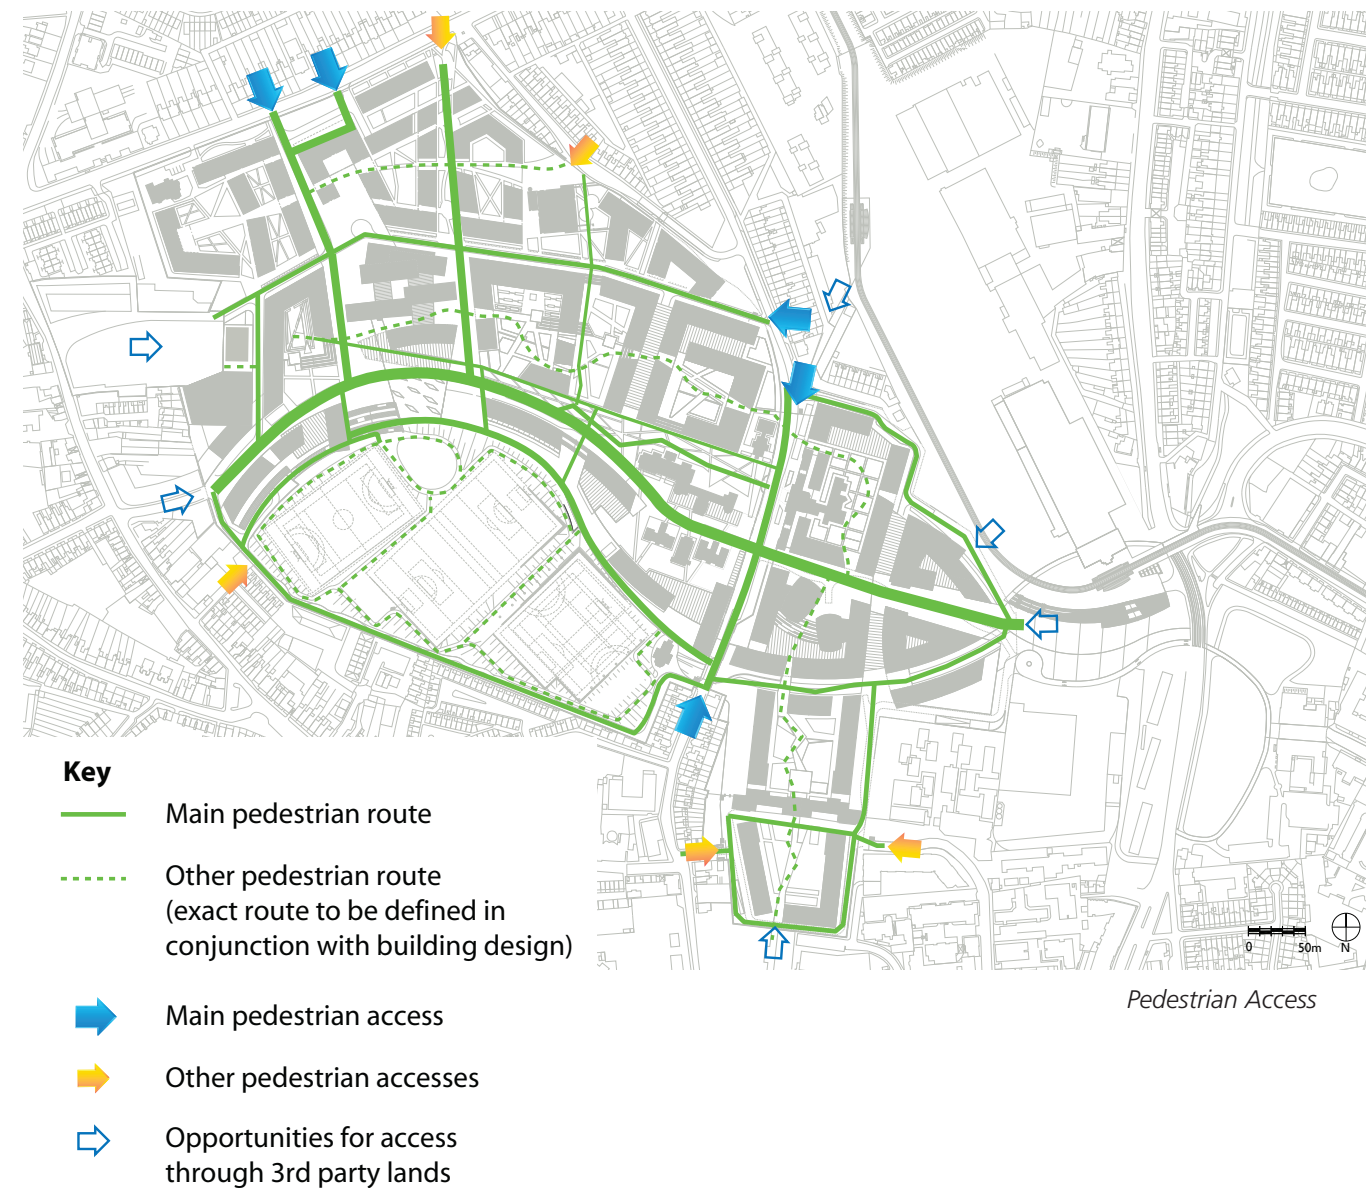 Key
Main pedestrian route
Other pedestrian route
(exact route to be defined in
conjunction with building design)
Main pedestrian access
Other pedestrian accesses
Opportunities for access
through 3rd party lands
0 50m N
Pedestrian Access